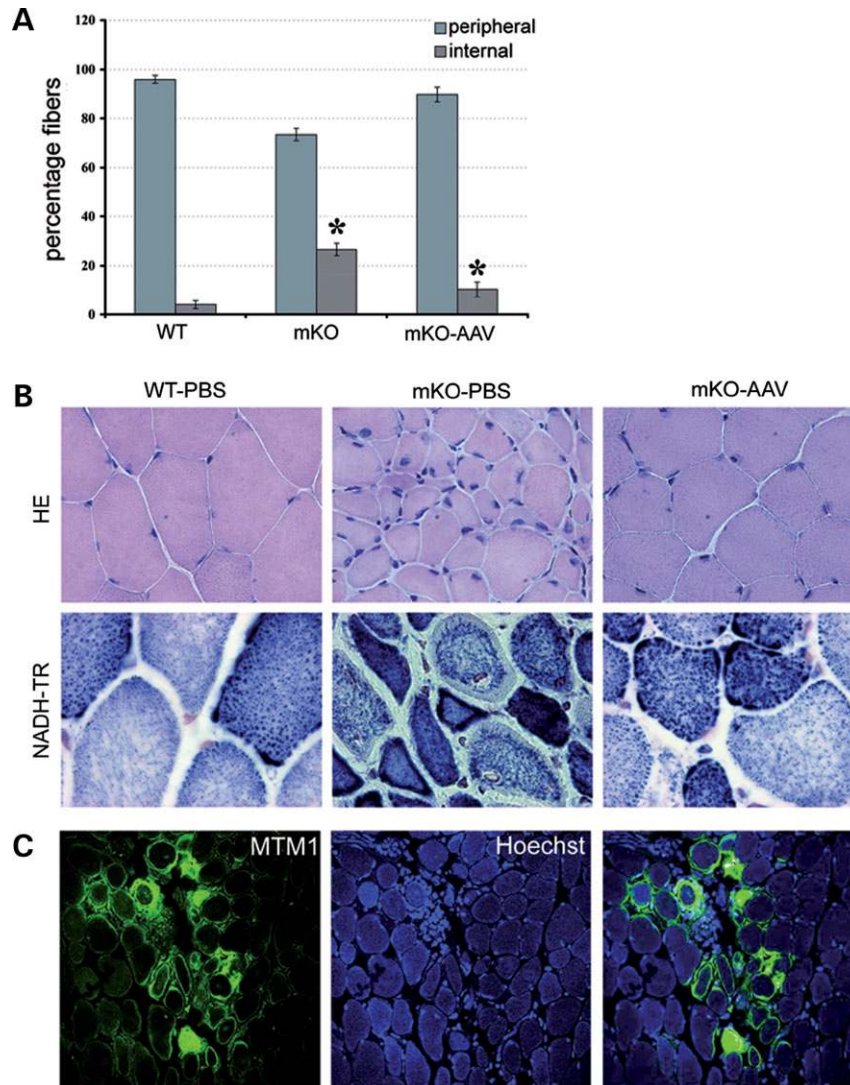 A
120
100
80
60
40
20
0
percentage fibers
peripheral
internal
*
*
WT
mKO
mKO-AAV
B
WT-PBS
mKO-PBS
mKO-AAV
HE
NADH-TR
C
MTM1
Hoechst